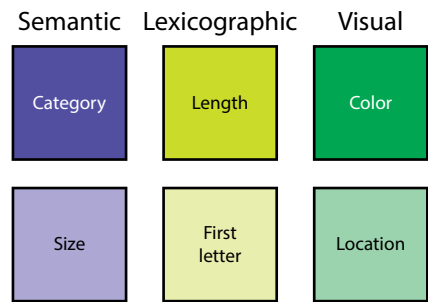 Semantic Lexicographic Visual
Category Length Color
Size First letter Location